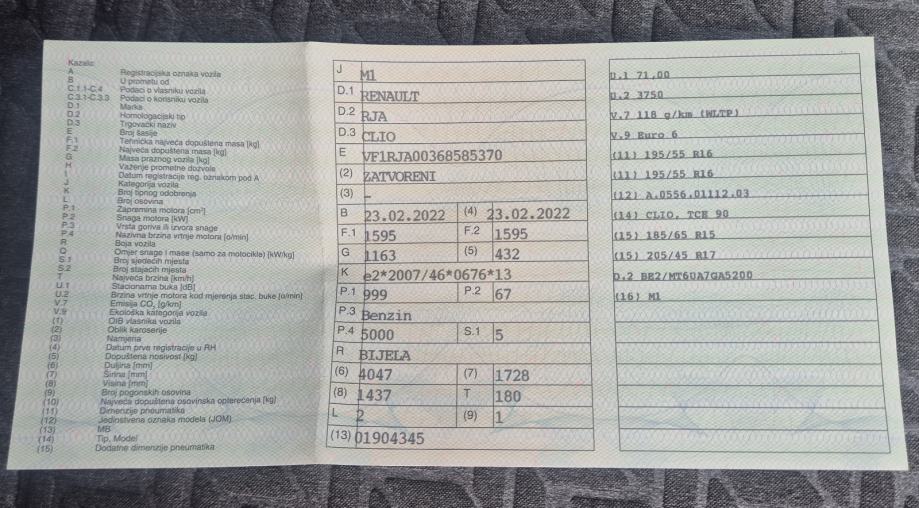 Kazalo:
A Registracijska oznaka vozila
B U prometu od
C.1.1-C.4 Podaci o vlasniku vozila
C.3.1-C.3.3 Podaci o korisniku vozila
D.1 Marka
D.2 Homologacijski tip
D.3 Trgovački naziv
E Broj šasije
F.1 Tehnička najveća dopuštena masa [kg]
F.2 Najveća dopuštena masa [kg]
G Masa praznog vozila [kg]
H Važenje prometne dozvole
I Datum registracije reg. oznakom pod A
J Kategorija vozila
K Broj tipnog odobrenja
L Broj osovina
P.1 Zapremina motora [cm³]
P.2 Snaga motora [kW]
P.3 Vrsta goriva ili izvora snage
P.4 Nazivna brzina vrtnje motora [o/min]
R Boja vozila
Q Omjer snage i mase (samo za motocikle) [kW/kg]
S.1 Broj sjedećih mjesta
S.2 Broj stajaćih mjesta
T Najveća brzina [km/h]
U.1 Stacionarna buka [dB]
U.2 Brzina vrtnje motora kod mjerenja stac. buke [o/min]
V.7 Emisija CO₂ [g/km]
V.9 Ekološka kategorija vozila
(1) OIB vlasnika vozila
(2) Oblik karoserije
(3) Namjena
(4) Datum prve registracije u RH
(5) Dopuštena nosivost [kg]
(6) Duljina [mm]
(7) Širina [mm]
(8) Visina [mm]
(9) Broj pogonskih osovina
(10) Najveća dopuštena osovinska opterećenja [kg]
(11) Dimenzije pneumatika
(12) Jedinstvena oznaka modela (JOM)
(13) MB
(14) Tip, Model
(15) Dodatne dimenzije pneumatika
J M1
D.1 RENAULT
D.2 RJA
D.3 CLIO
E VF1RJA00368585370
(2) ZATVORENI
(3) -
B 23.02.2022 (4) 23.02.2022
F.1 1595 F.2 1595
G 1163 (5) 432
K e2*2007/46*0676*13
P.1 999 P.2 67
P.3 Benzin
P.4 5000 S.1 5
R BIJELA
(6) 4047 (7) 1728
(8) 1437 T 180
L 2 (9) 1
(13) 01904345
U.1 71,00
U.2 3750
V.7 118 g/km (WLTP)
V.9 Euro 6
(11) 195/55 R16
(11) 195/55 R16
(12) A.0556.01112.03
(14) CLIO, TCE 90
(15) 185/65 R15
(15) 205/45 R17
D.2 BE2/MT6UA7GA5200
(16) M1